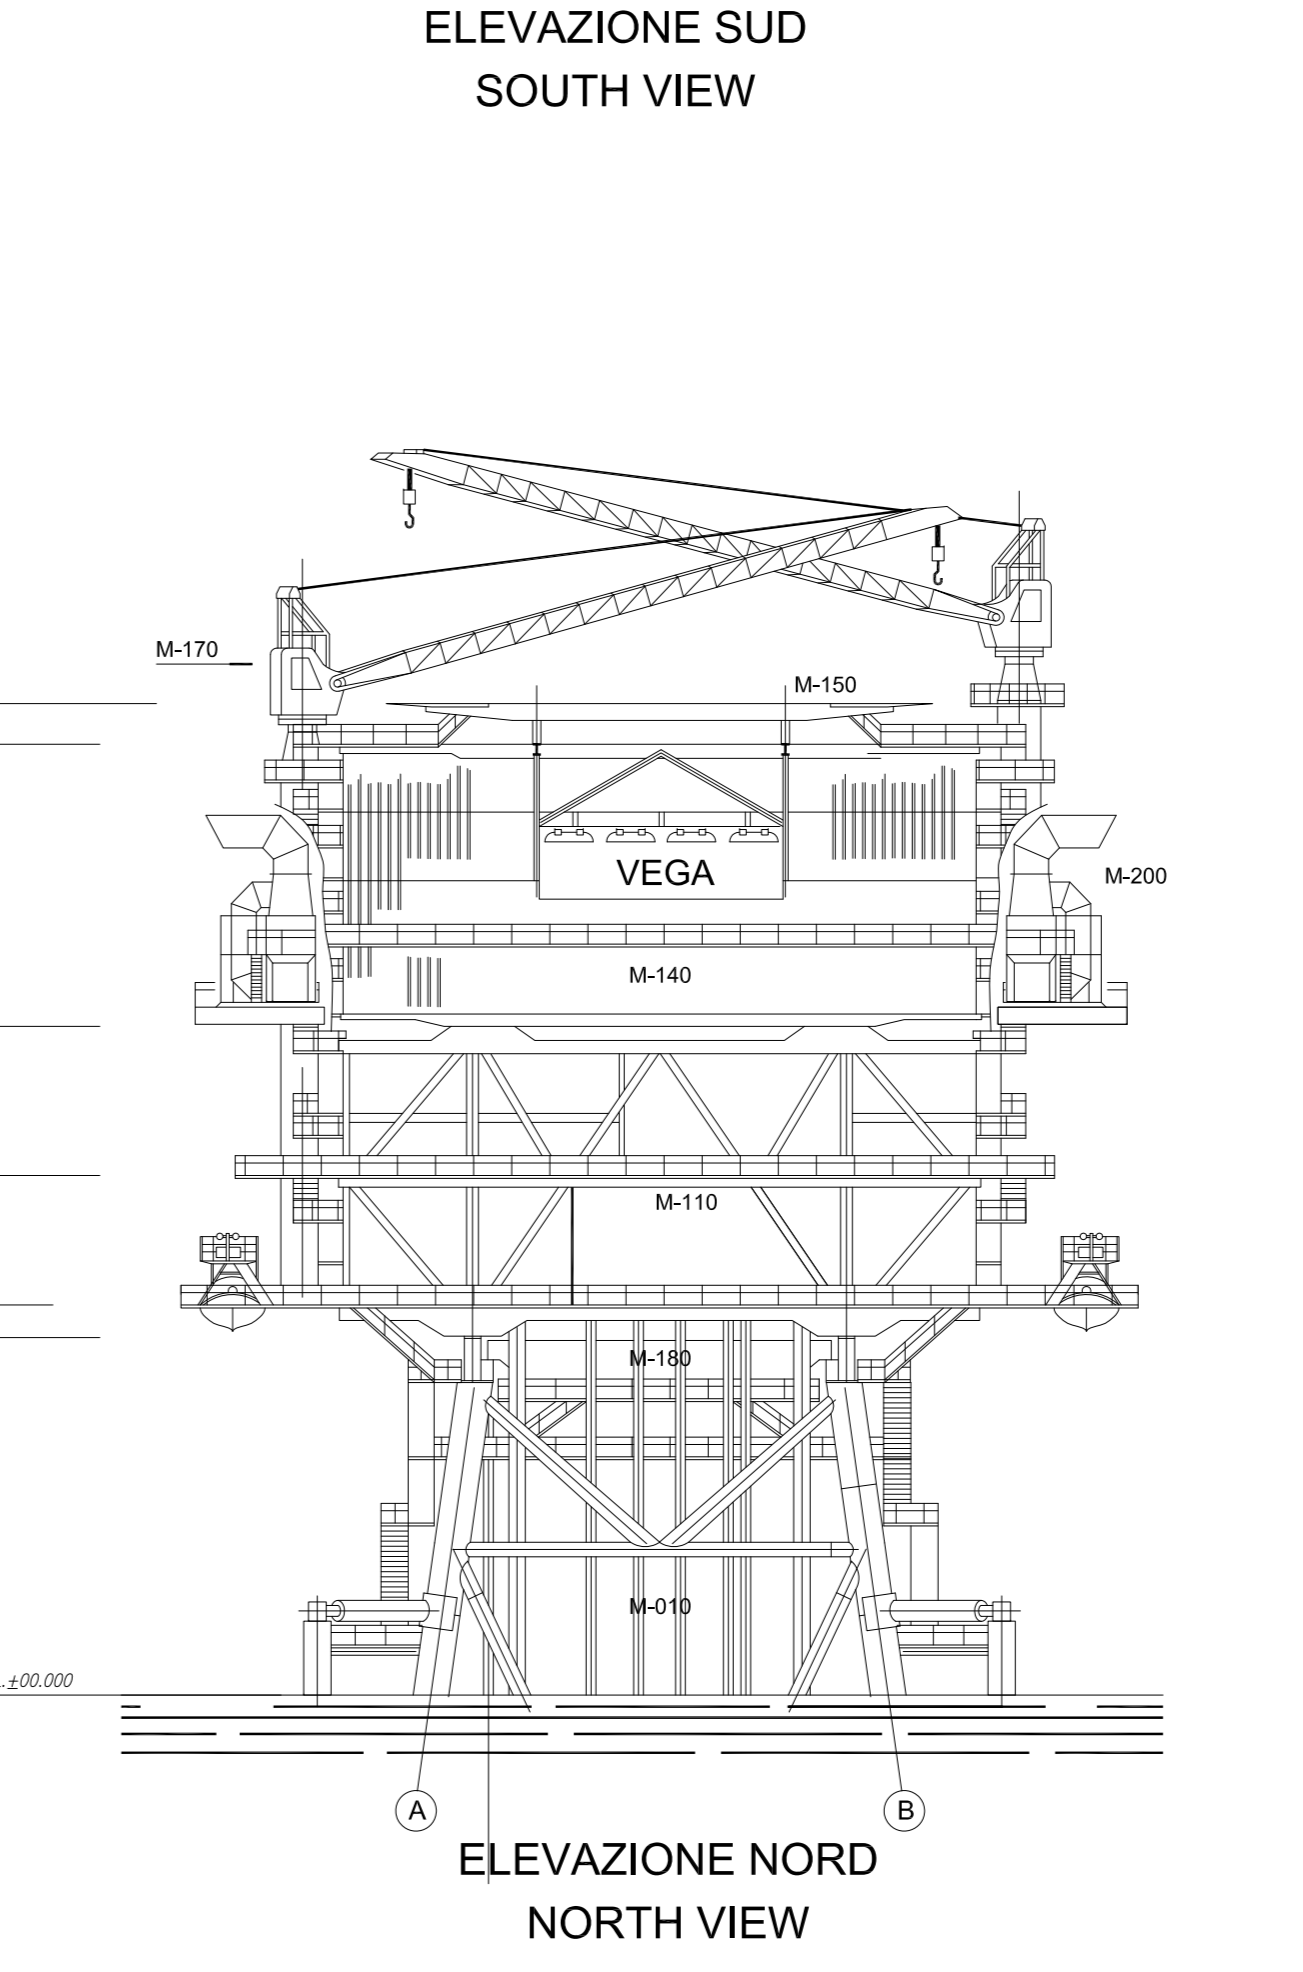 ELEVAZIONE SUD
SOUTH VIEW
M-170
M-150
VEGA
M-200
M-140
M-110
M-180
M-010
.±00.000
A
B
ELEVAZIONE NORD
NORTH VIEW